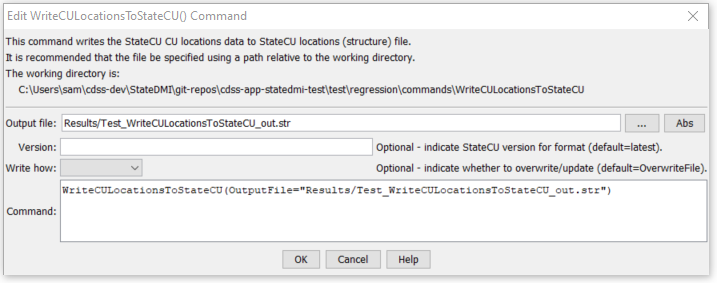 Edit WriteCULocationsToStateCU() Command
This command writes the StateCU CU locations data to StateCU locations (structure) file.
It is recommended that the file be specified using a path relative to the working directory.
The working directory is:
C:\Users\sam\cdss-dev\StateDMI\git-repos\cdss-app-statedmi-test\test\regression\commands\WriteCULocationsToStateCU
Output file: Results/Test_WriteCULocationsToStateCU_out.str ... Abs
Version: Optional - indicate StateCU version for format (default=latest).
Write how: Optional - indicate whether to overwrite/update (default=OverwriteFile).
WriteCULocationsToStateCU(OutputFile="Results/Test_WriteCULocationsToStateCU_out.str")
Command:
OK Cancel Help